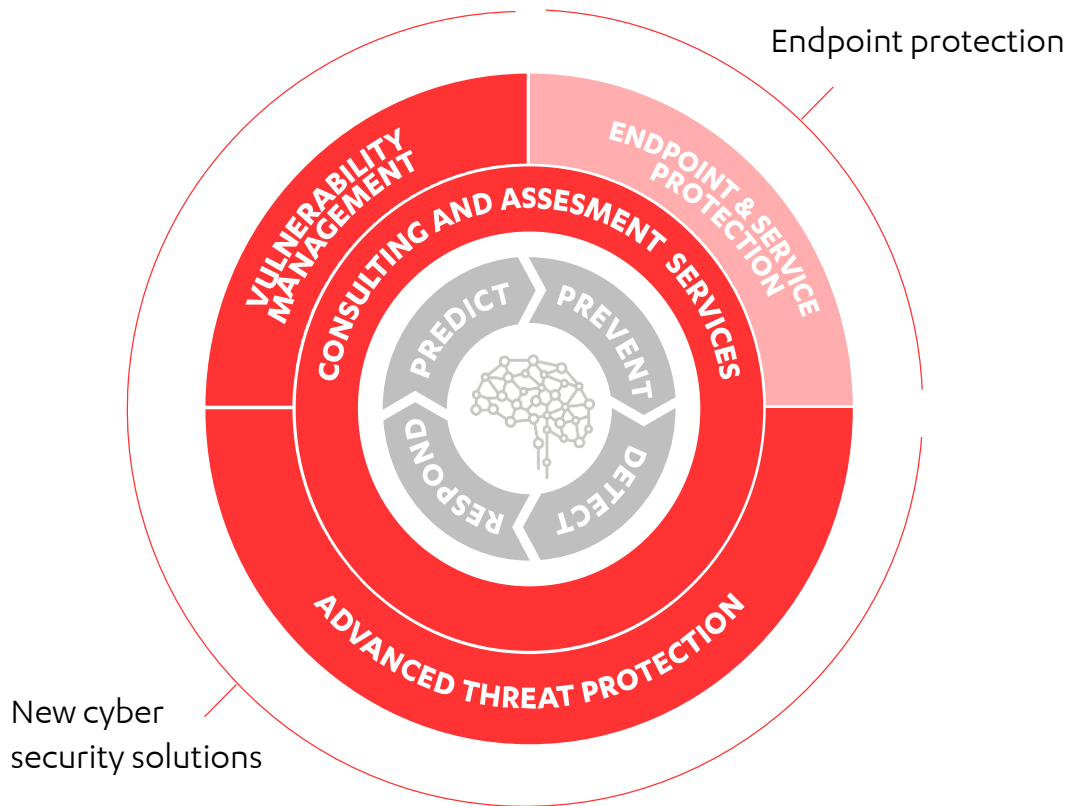 Endpoint protection
VULNERABILITY
MANAGEMENT
ENDPOINT & SERVICE
PROTECTION
CONSULTING AND ASSESMENT SERVICES
PREDICT
PREVENT
RESPOND
DETECT
ADVANCED THREAT PROTECTION
New cyber
security solutions